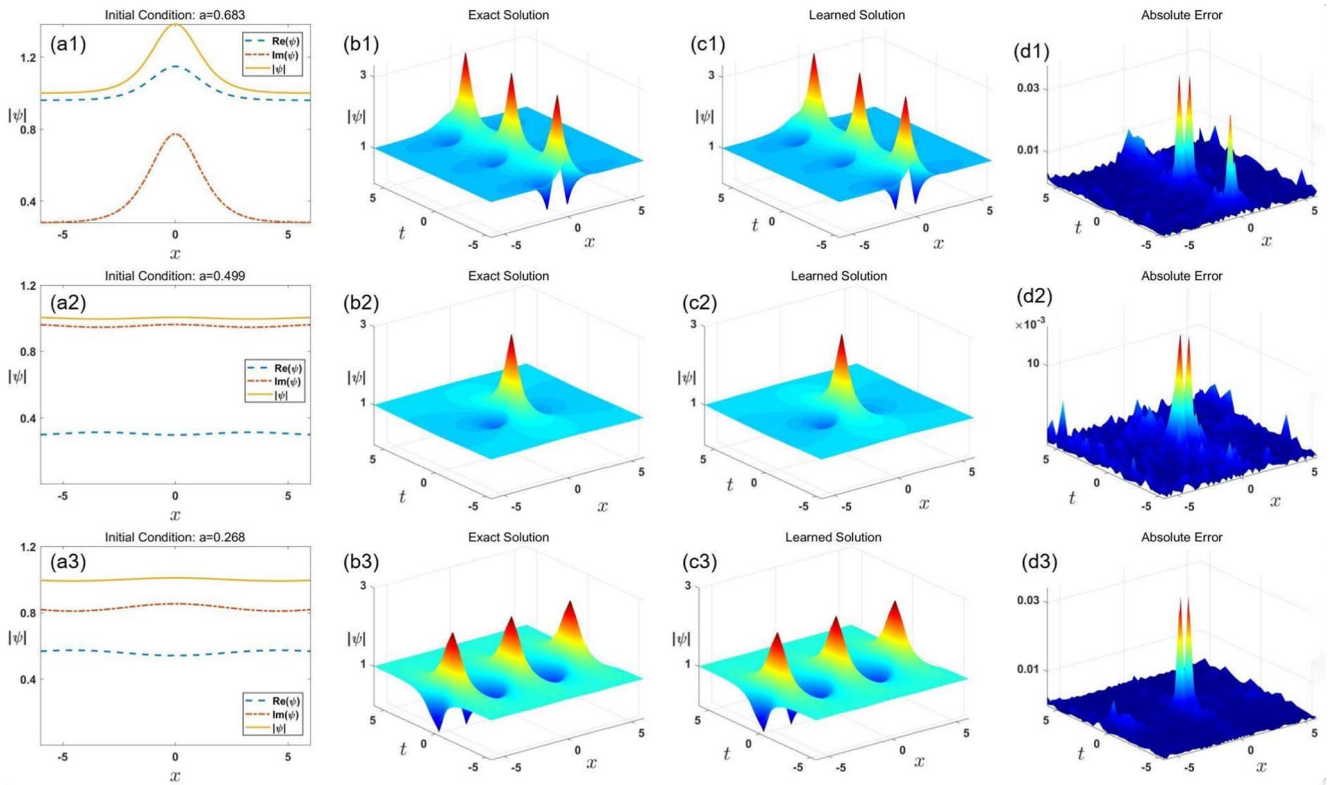 Initial Condition: a=0.683
Exact Solution
Learned Solution
Absolute Error
(a1)
(b1)
(c1)
(d1)
1.2
0.8
0.4
|ψ|
Re(ψ)
Im(ψ)
|ψ|
-5
0
5
x
3
1
|ψ|
5
0
-5
t
-5
0
5
x
3
1
|ψ|
5
0
-5
t
-5
0
5
x
0.03
0.01
5
0
-5
t
-5
0
5
x
Initial Condition: a=0.499
Exact Solution
Learned Solution
Absolute Error
(a2)
(b2)
(c2)
(d2)
1.2
0.8
0.4
|ψ|
Re(ψ)
Im(ψ)
|ψ|
-5
0
5
x
3
1
|ψ|
5
0
-5
t
-5
0
5
x
3
1
|ψ|
5
0
-5
t
-5
0
5
x
×10⁻³
10
5
0
-5
t
-5
0
5
x
Initial Condition: a=0.268
Exact Solution
Learned Solution
Absolute Error
(a3)
(b3)
(c3)
(d3)
1.2
0.8
0.4
|ψ|
Re(ψ)
Im(ψ)
|ψ|
-5
0
5
x
3
1
|ψ|
5
0
-5
t
-5
0
5
x
3
1
|ψ|
5
0
-5
t
-5
0
5
x
0.03
0.01
5
0
-5
t
-5
0
5
x